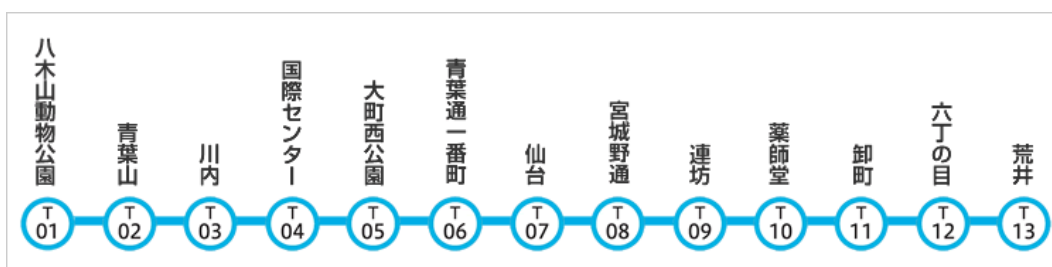 八木山動物公園
T
01
青葉山
T
02
川内
T
03
国際センター
T
04
大町西公園
T
05
青葉通一番町
T
06
仙台
T
07
宮城野通
T
08
連坊
T
09
薬師堂
T
10
卸町
T
11
六丁の目
T
12
荒井
T
13